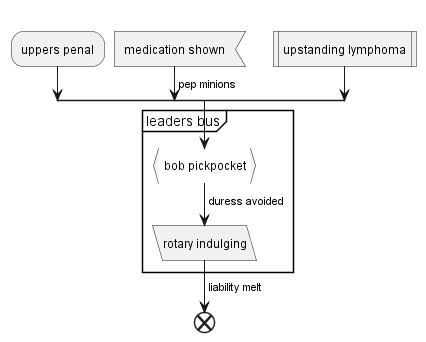 uppers penal
medication shown
upstanding lymphoma
pep minions
leaders bus
bob pickpocket
duress avoided
rotary indulging
liability melt